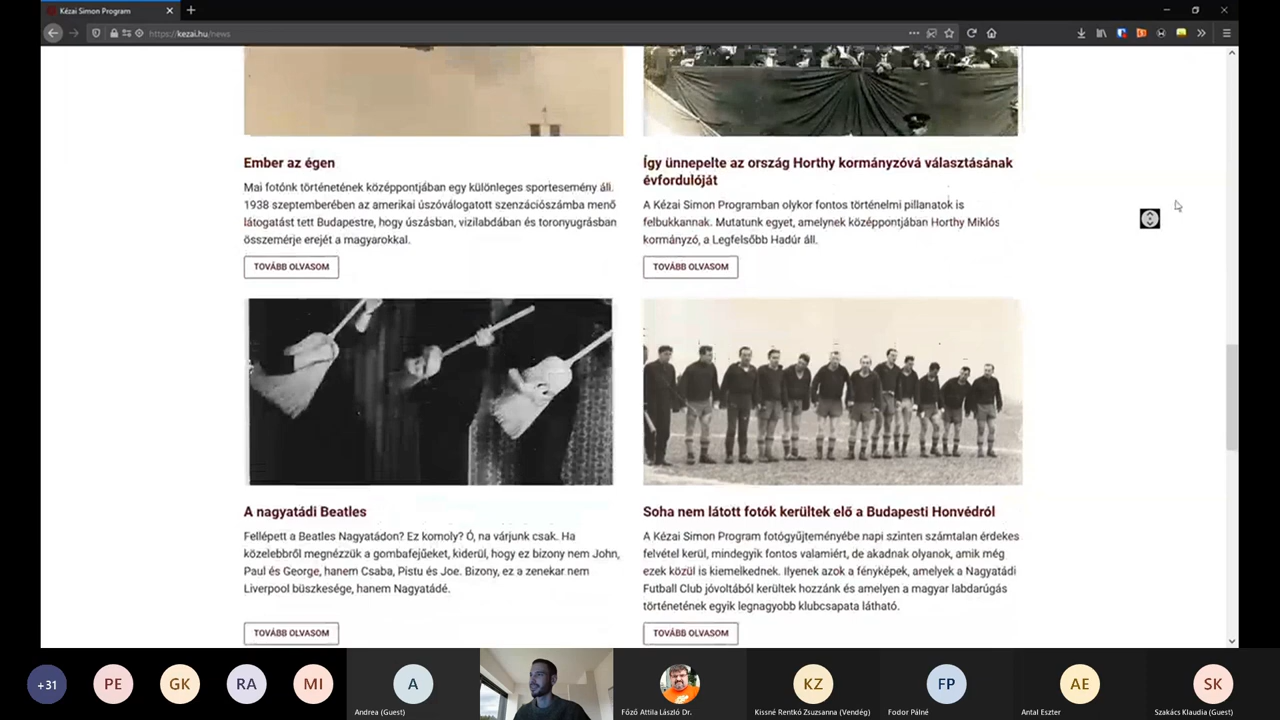 Kézai Simon Program
https://kezai.hu/news
Ember az égen
Mai fotónk történetének középpontjában egy különleges sportesemény áll.
1938 szeptemberében az amerikai úszóválogatott szenzációszámba menő
látogatást tett Budapestre, hogy úszásban, vízilabdában és toronyugrásban
összemérje erejét a magyarokkal.
TOVÁBB OLVASOM
Így ünnepelte az ország Horthy kormányzóvá választásának
évfordulóját
A Kézai Simon Programban olykor fontos történelmi pillanatok is
felbukkannak. Mutatunk egyet, amelynek középpontjában Horthy Miklós
kormányzó, a Legfelsőbb Hadúr áll.
TOVÁBB OLVASOM
A nagyatádi Beatles
Fellépett a Beatles Nagyatádon? Ez komoly? Ó, na várjunk csak. Ha
közelebbről megnézzük a gombafejűeket, kiderül, hogy ez bizony nem John,
Paul és George, hanem Csaba, Pistu és Joe. Bizony, ez a zenekar nem
Liverpool büszkesége, hanem Nagyatádé.
TOVÁBB OLVASOM
Soha nem látott fotók kerültek elő a Budapesti Honvédról
A Kézai Simon Program fotógyűjteményébe napi szinten számtalan érdekes
felvétel kerül, mindegyik fontos valamiért, de akadnak olyanok, amik még
ezek közül is kiemelkednek. Ilyenek azok a fényképek, amelyek a Nagyatádi
Futball Club jóvoltából kerültek hozzánk és amelyen a magyar labdarúgás
történetének egyik legnagyobb klubcsapata látható.
TOVÁBB OLVASOM
+31
PE
GK
RA
MI
A
KZ
FP
AE
SK
Andrea (Guest)
Főző Attila László Dr.
Kissné Rentkó Zsuzsanna (Vendég)
Fodor Pálné
Antal Eszter
Szakács Klaudia (Guest)